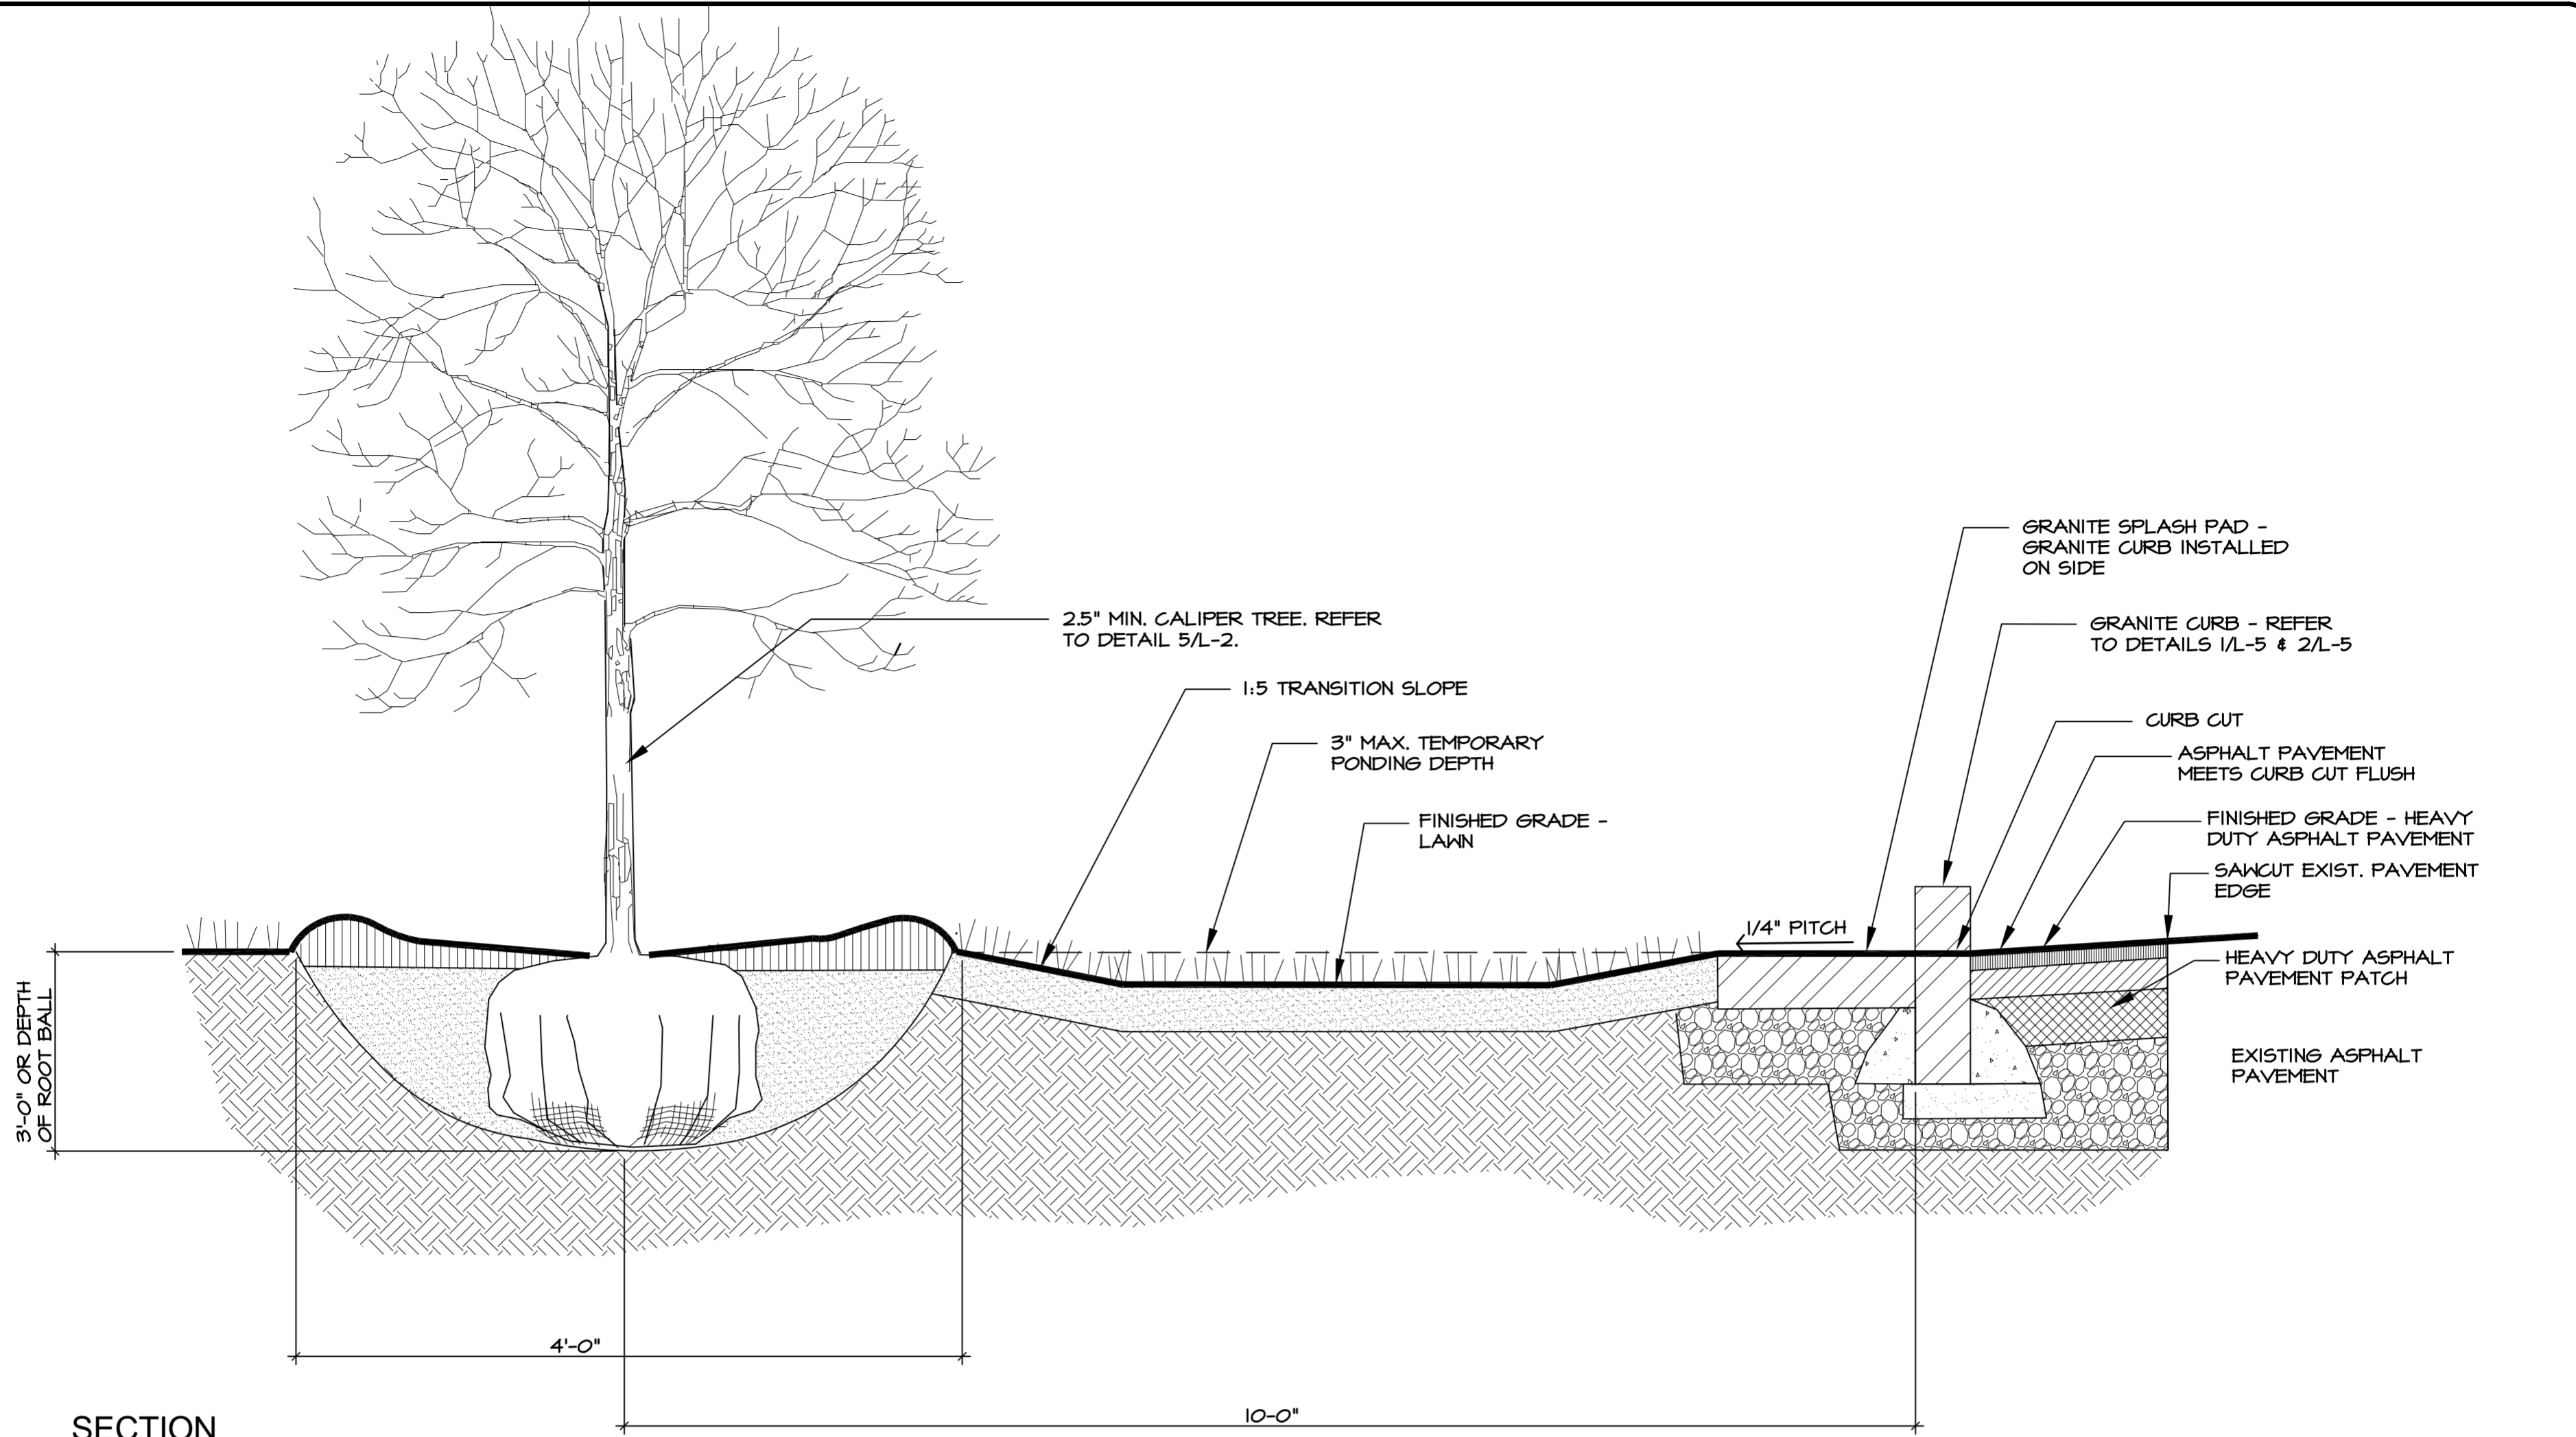 GRANITE SPLASH PAD -
GRANITE CURB INSTALLED
ON SIDE
2.5" MIN. CALIPER TREE. REFER
TO DETAIL 5/L-2.
GRANITE CURB - REFER
TO DETAILS 1/L-5 & 2/L-5
1:5 TRANSITION SLOPE
CURB CUT
3" MAX. TEMPORARY
PONDING DEPTH
ASPHALT PAVEMENT
MEETS CURB CUT FLUSH
FINISHED GRADE -
LAWN
FINISHED GRADE - HEAVY
DUTY ASPHALT PAVEMENT
SAWCUT EXIST. PAVEMENT
EDGE
1/4" PITCH
HEAVY DUTY ASPHALT
PAVEMENT PATCH
3'-0" OR DEPTH
OF ROOT BALL
EXISTING ASPHALT
PAVEMENT
4'-0"
10-0"
SECTION